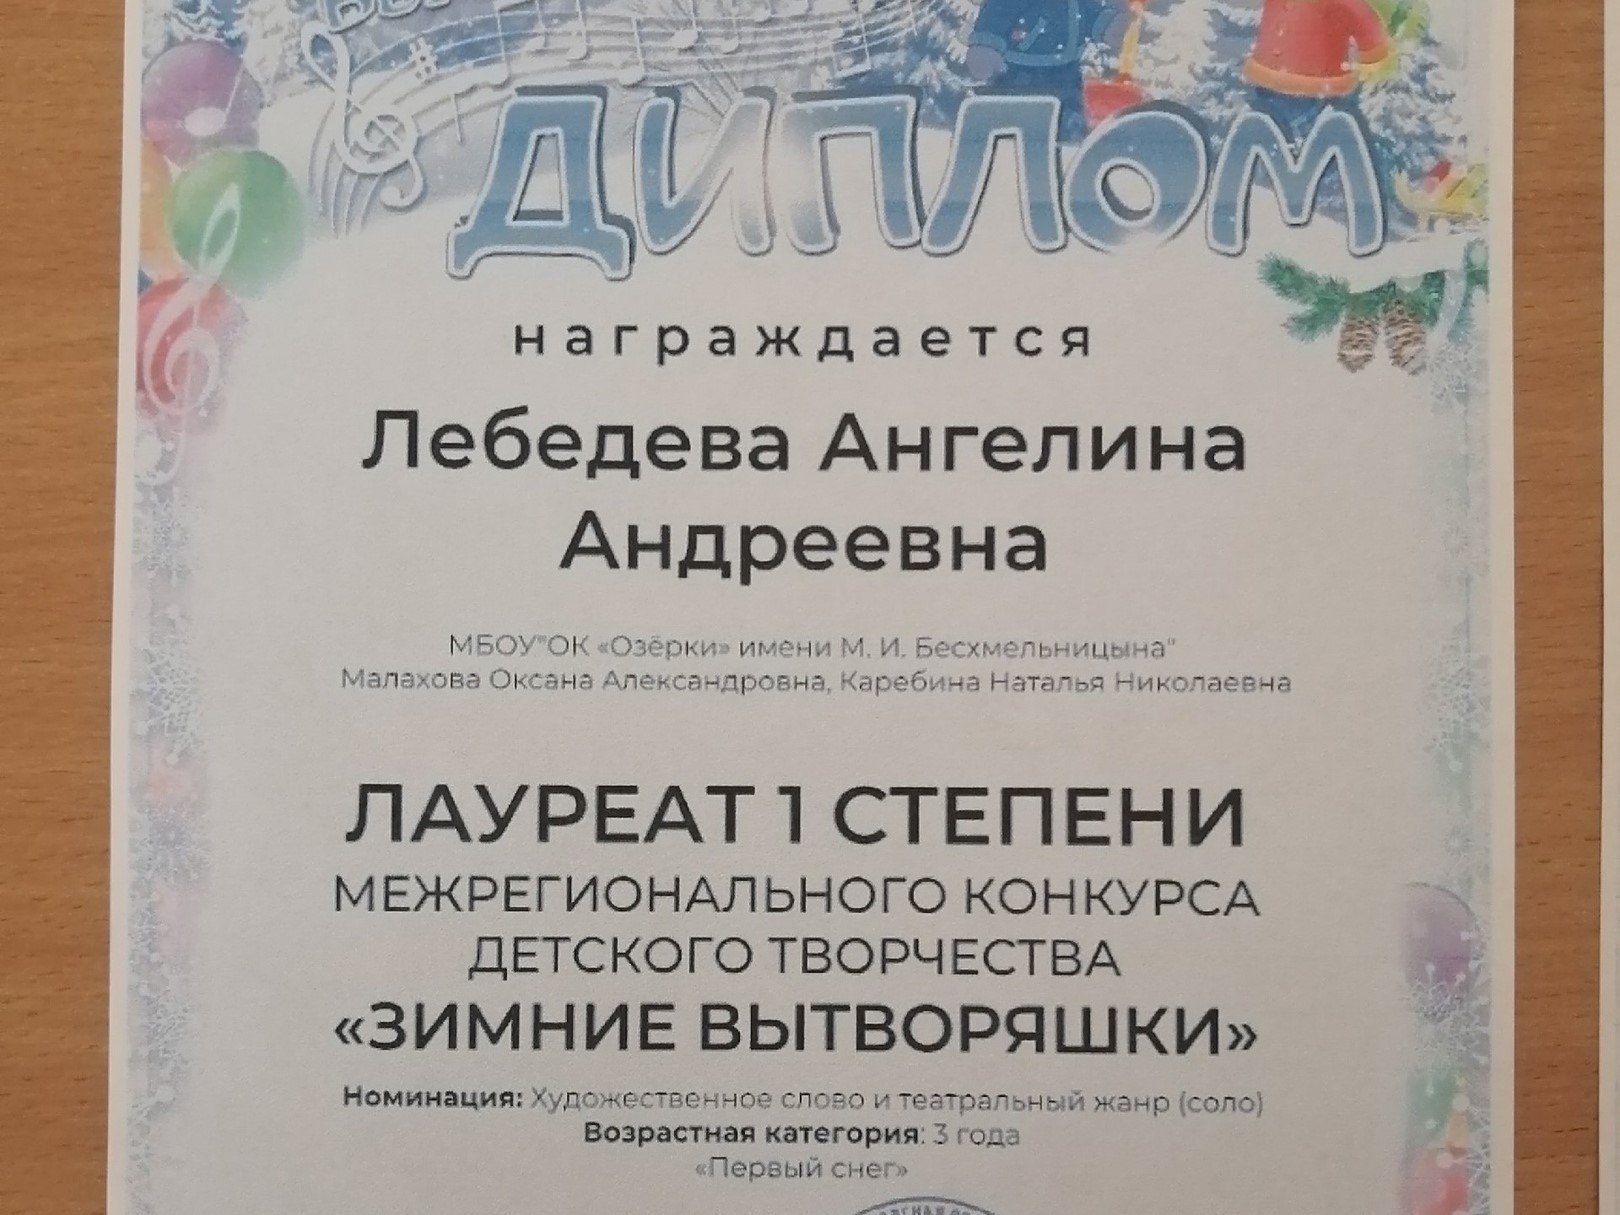 ДИПЛОМ
награждается
Лебедева Ангелина
Андреевна
МБОУ"ОК «Озёрки» имени М. И. Бесхмельницына"
Малахова Оксана Александровна, Каребина Наталья Николаевна
ЛАУРЕАТ 1 СТЕПЕНИ
МЕЖРЕГИОНАЛЬНОГО КОНКУРСА
ДЕТСКОГО ТВОРЧЕСТВА
«ЗИМНИЕ ВЫТВОРЯШКИ»
Номинация: Художественное слово и театральный жанр (соло)
Возрастная категория: 3 года
«Первый снег»